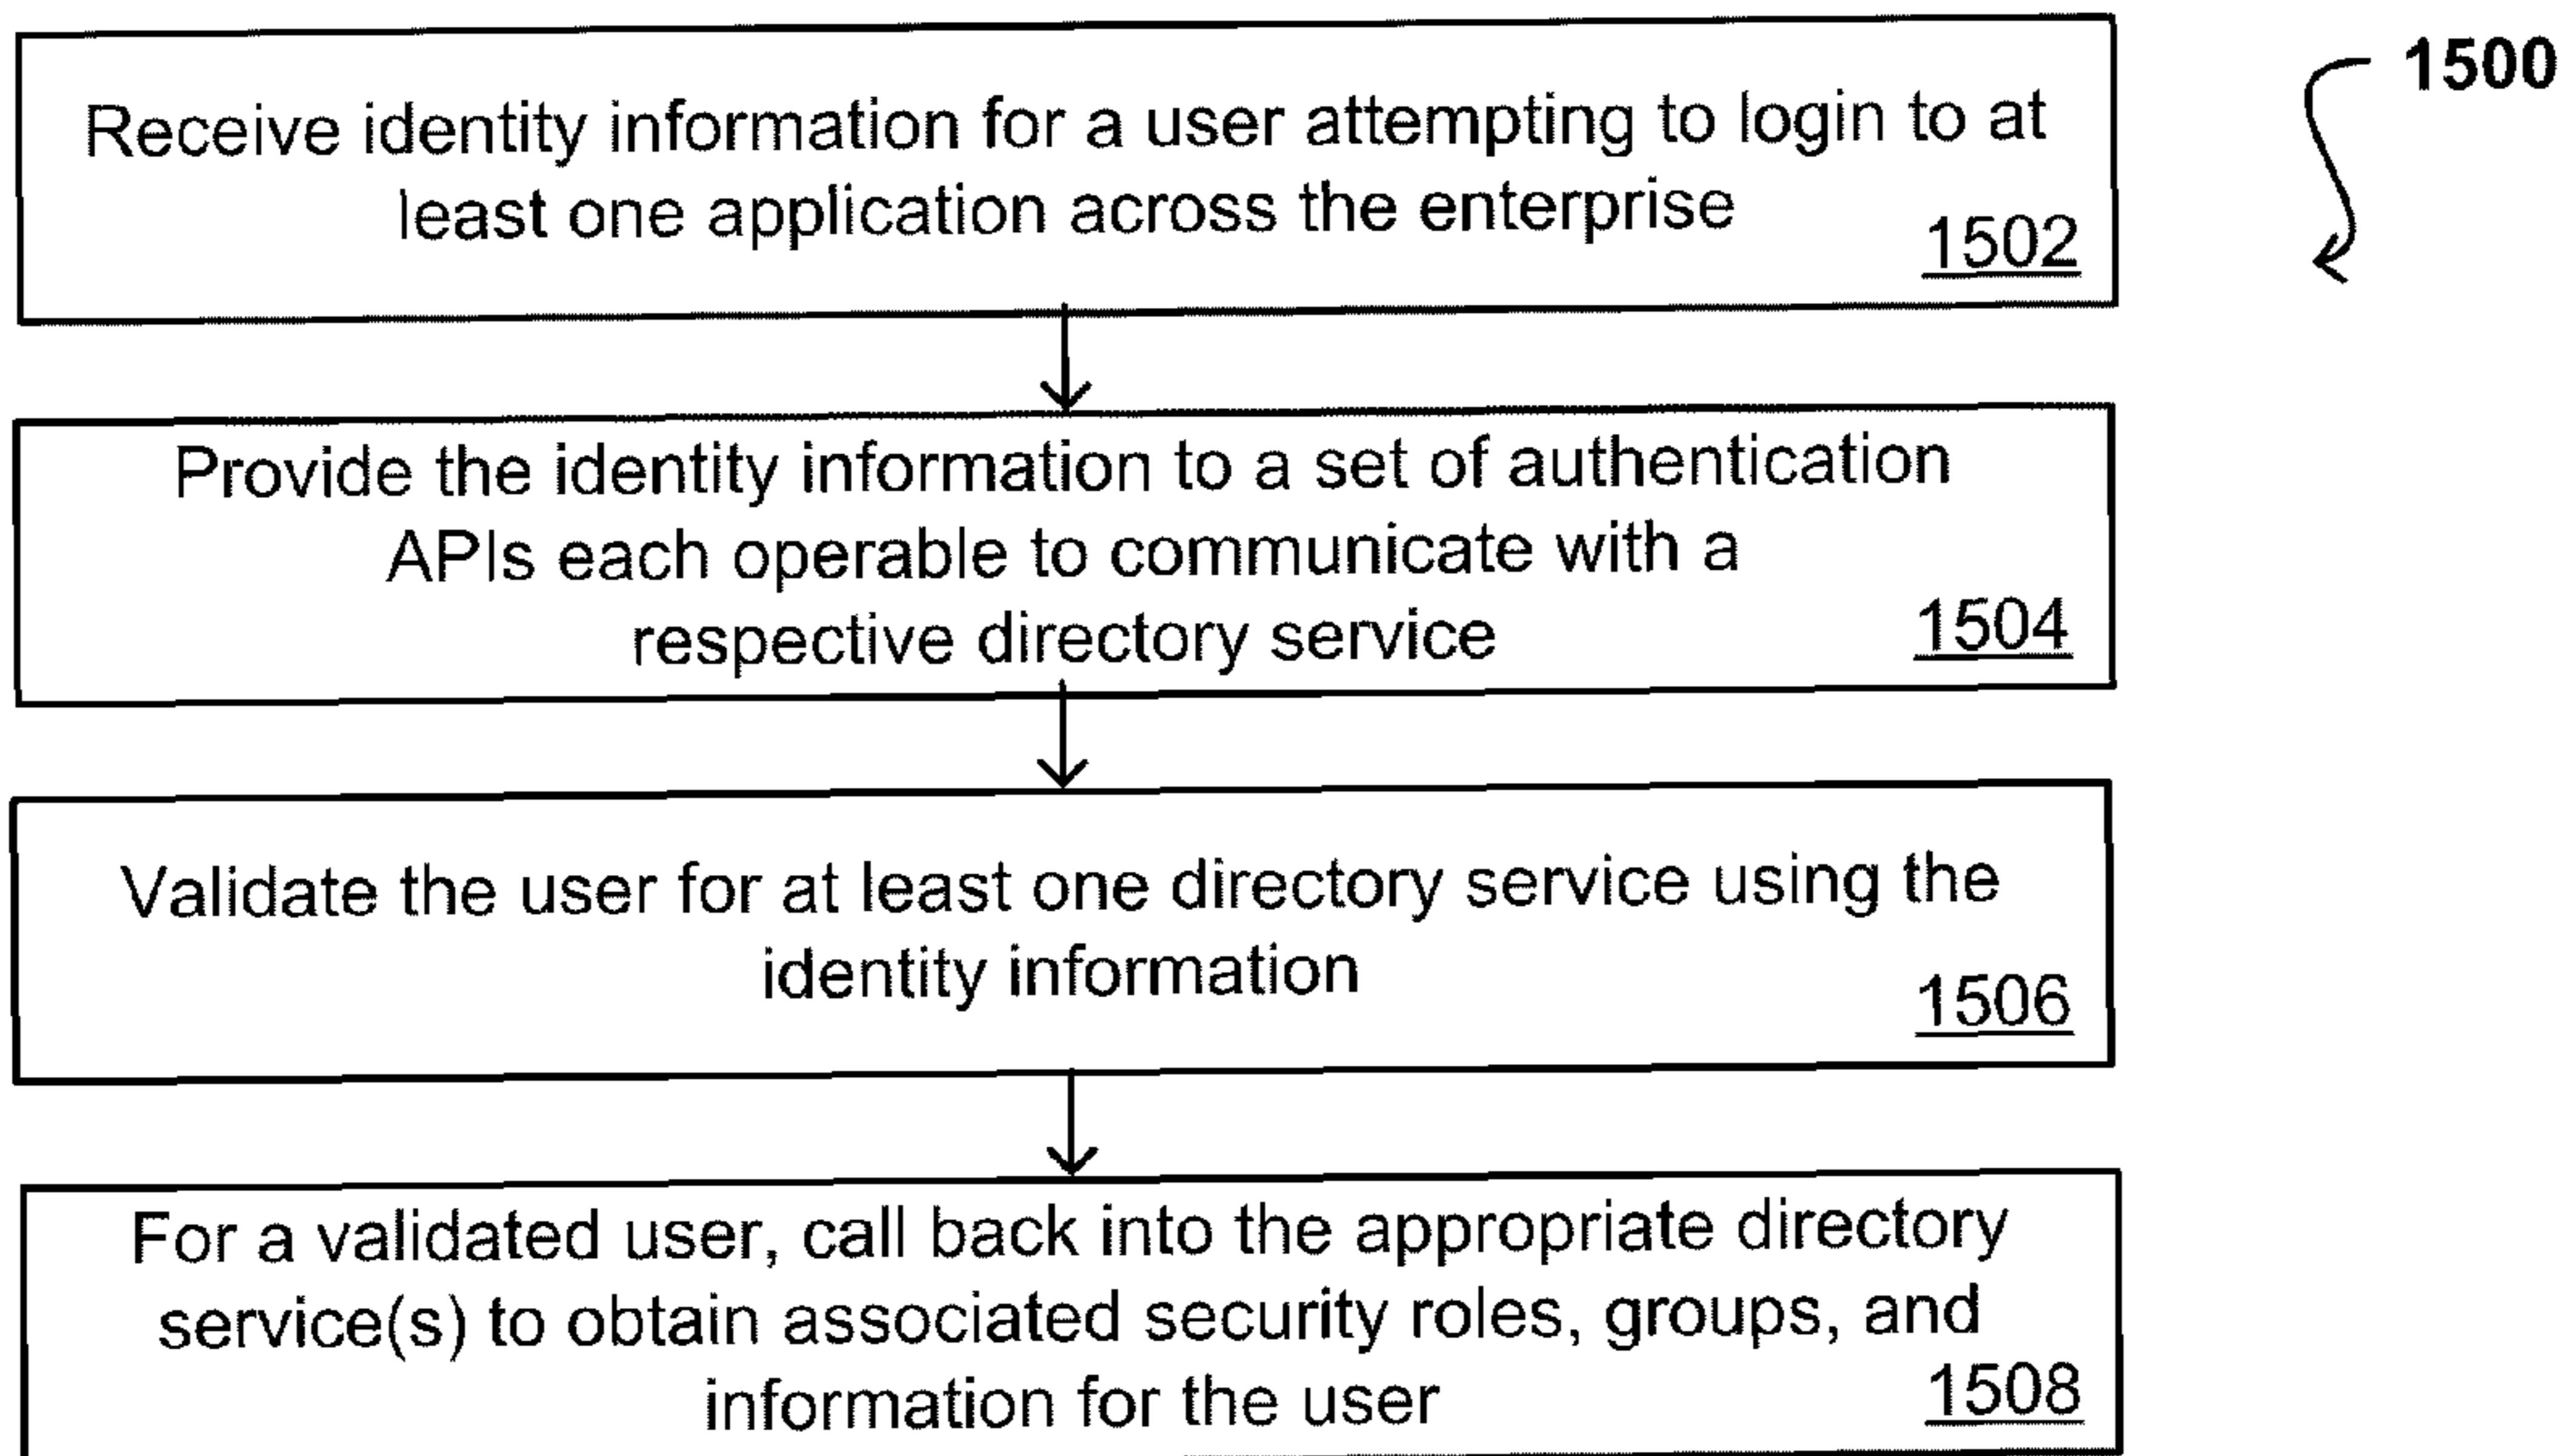 1500
Receive identity information for a user attempting to login to at
least one application across the enterprise
1502
Provide the identity information to a set of authentication
APIs each operable to communicate with a
respective directory service
1504
Validate the user for at least one directory service using the
identity information
1506
For a validated user, call back into the appropriate directory
service(s) to obtain associated security roles, groups, and
information for the user
1508